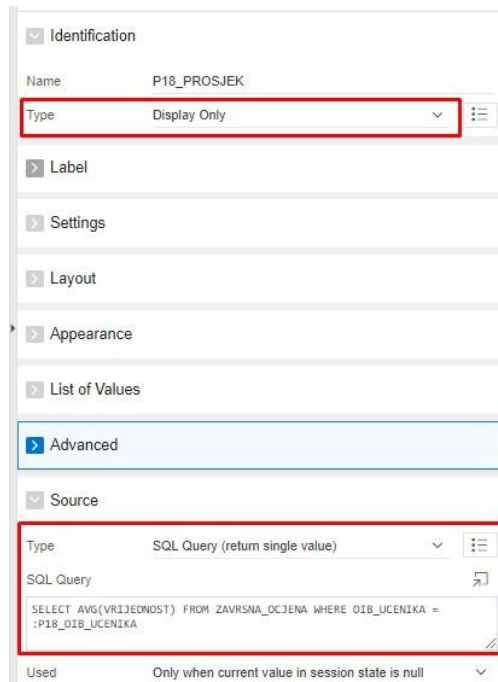 Identification
Name P18_PROSJEK
Type Display Only
Label
Settings
Layout
Appearance
List of Values
Advanced
Source
Type SQL Query (return single value)
SQL Query
SELECT AVG(VRIJEDNOST) FROM ZAVRSNA_OCJENA WHERE OIB_UCENIKA =
:P18_OIB_UCENIKA
Used Only when current value in session state is null